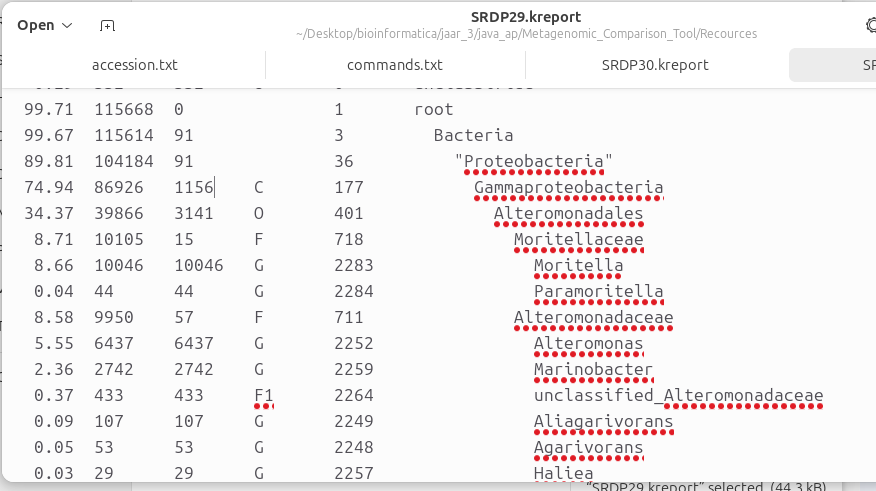 Open
SRDP29.kreport
~/Desktop/bioinformatica/jaar_3/java_ap/Metagenomic_Comparison_Tool/Recources
accession.txt commands.txt SRDP30.kreport
99.71 115668 0 1 root
99.67 115614 91 3 Bacteria
89.81 104184 91 36 "Proteobacteria"
74.94 86926 1156 C 177 Gammaproteobacteria
34.37 39866 3141 O 401 Alteromonadales
8.71 10105 15 F 718 Moritellaceae
8.66 10046 10046 G 2283 Moritella
0.04 44 44 G 2284 Paramoritella
8.58 9950 57 F 711 Alteromonadaceae
5.55 6437 6437 G 2252 Alteromonas
2.36 2742 2742 G 2259 Marinobacter
0.37 433 433 F1 2264 unclassified_Alteromonadaceae
0.09 107 107 G 2249 Aliagarivorans
0.05 53 53 G 2248 Agarivorans
0.03 29 29 G 2257 Haliea
"SRDP29.kreport" selected (44.3 kB)